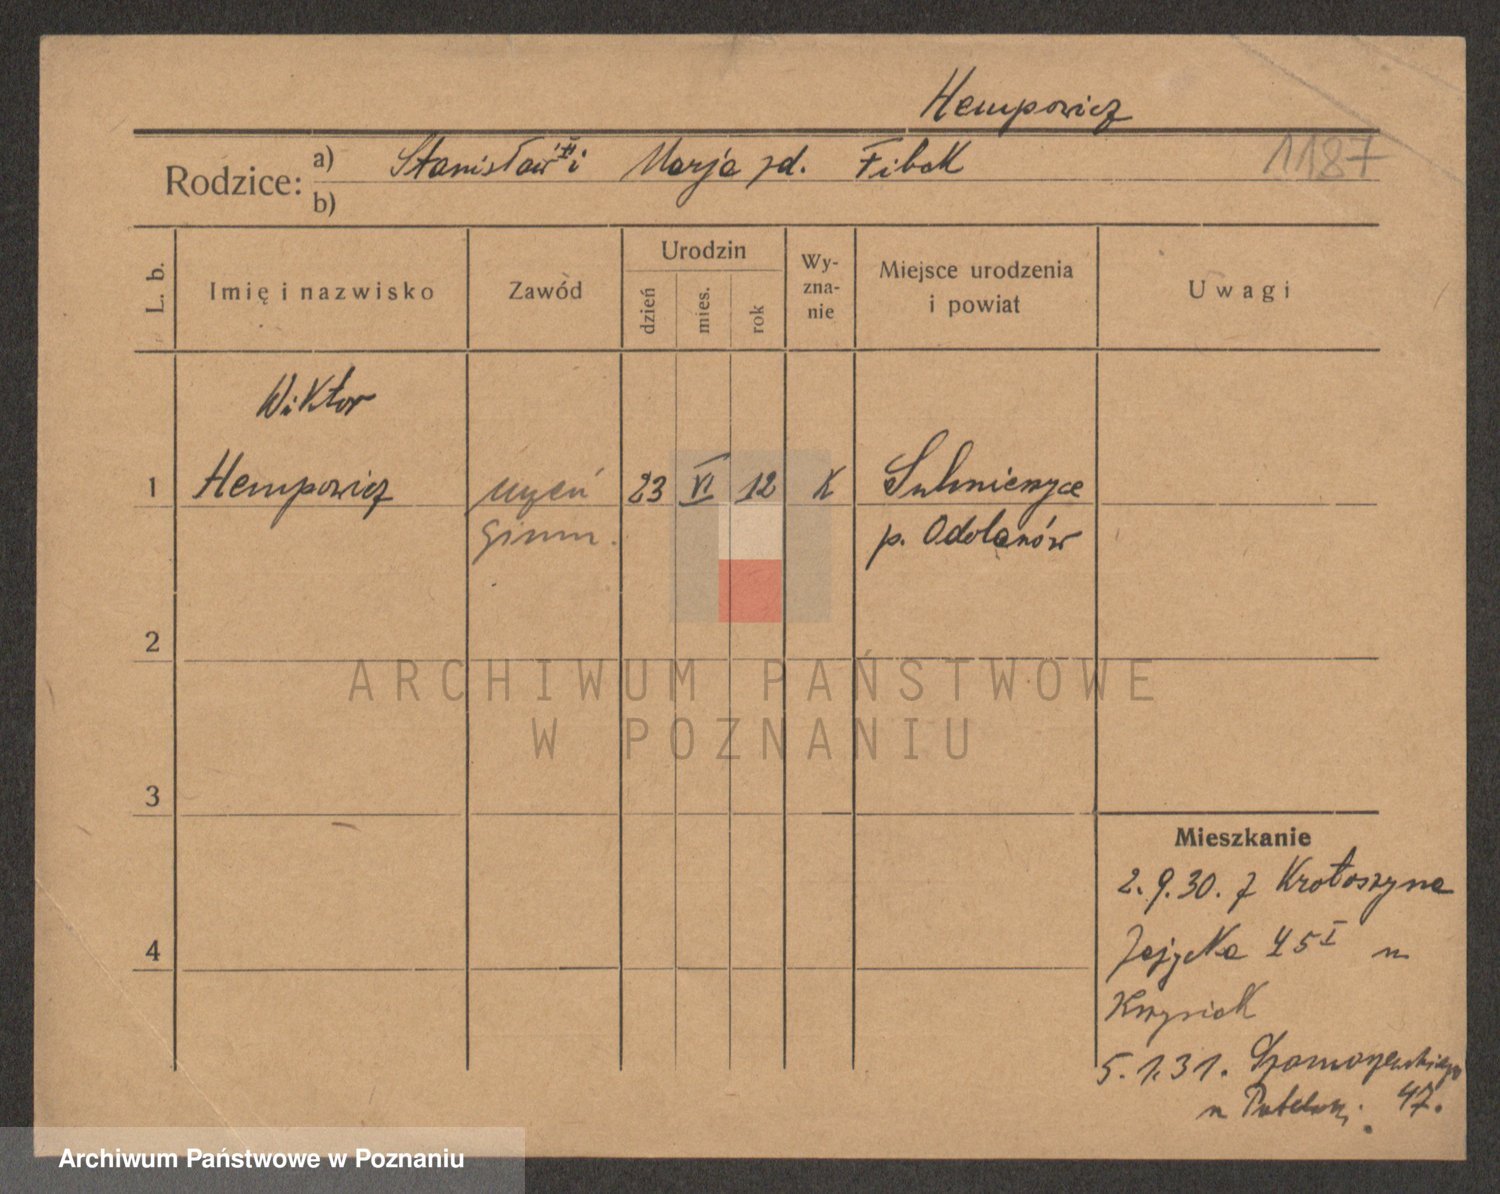 Hempowicz
1187
Rodzice: a) Stanisław i Marja zd. Fibak
b)
L. b.
Imię i nazwisko
Zawód
Urodzin
dzień
mies.
rok
Wy-
zna-
nie
Miejsce urodzenia
i powiat
Uwagi
Wiktor
1 Hempowicz uczeń 23 VI 12 K Sulmierzyce
gimn. p. Odolanów
2
3
4
Mieszkanie
2.9.30. z Krotoszyna
45 I u
Krysiak
5.1.31. Szamarzewskiego
u 47.
ARCHIWUM PAŃSTWOWE
W POZNANIU
Archiwum Państwowe w Poznaniu